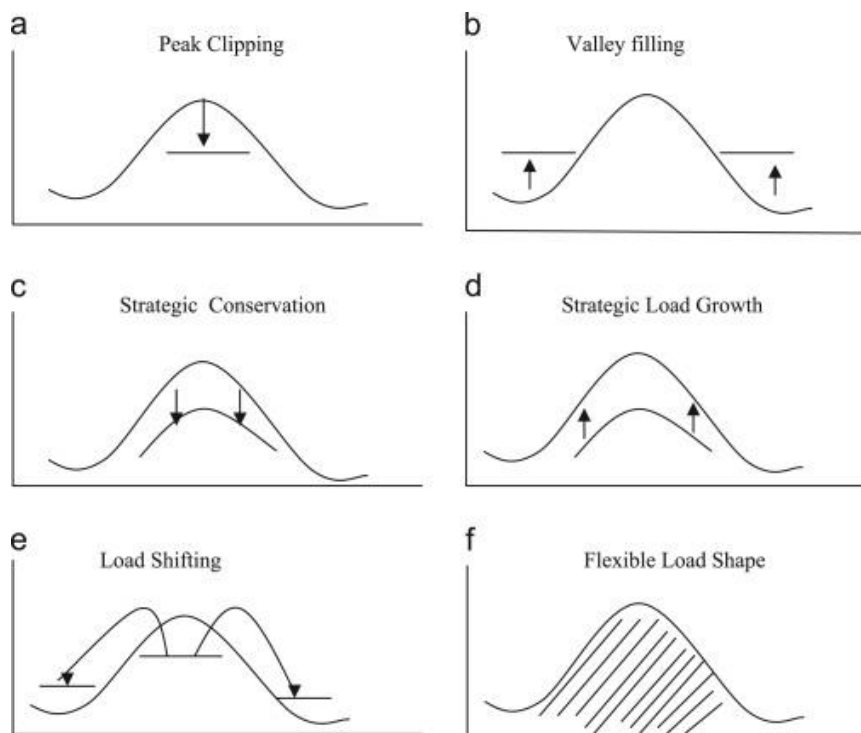 a
Peak Clipping
b
Valley filling
c
Strategic Conservation
d
Strategic Load Growth
e
Load Shifting
f
Flexible Load Shape